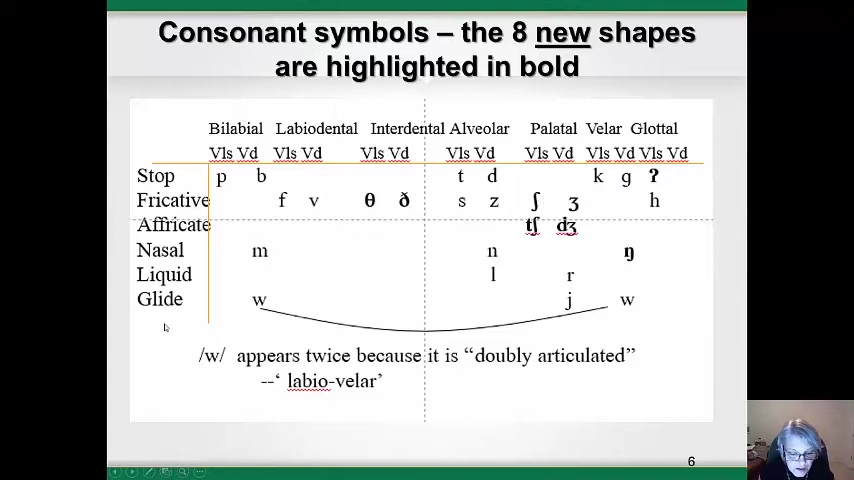 Consonant symbols – the 8 new shapes
are highlighted in bold
Bilabial Labiodental Interdental Alveolar Palatal Velar Glottal
Vls Vd Vls Vd Vls Vd Vls Vd Vls Vd Vls Vd Vls Vd
Stop p b t d k ɡ ʔ
Fricative f v θ ð s z ʃ ʒ h
Affricate tʃ dʒ
Nasal m n ŋ
Liquid l r
Glide w j w
/w/ appears twice because it is “doubly articulated”
--‘ labio-velar’
6